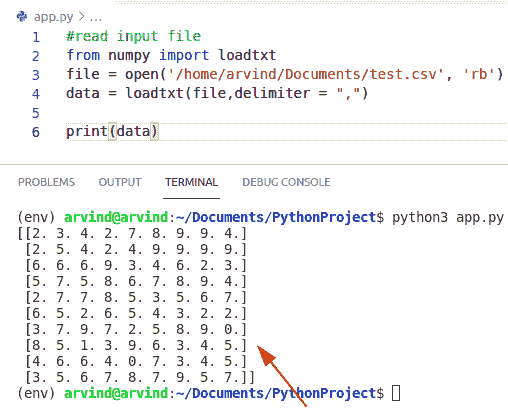 app.py > ...
1 #read input file
2 from numpy import loadtxt
3 file = open('/home/arvind/Documents/test.csv', 'rb')
4 data = loadtxt(file,delimiter = ",")
5
6 print(data)
PROBLEMS OUTPUT TERMINAL DEBUG CONSOLE
(env) arvind@arvind:~/Documents/PythonProject$ python3 app.py
[[2. 3. 4. 2. 7. 8. 9. 9. 4.]
[2. 5. 4. 2. 4. 9. 9. 9. 9.]
[6. 6. 6. 9. 3. 4. 6. 2. 3.]
[5. 7. 5. 8. 6. 7. 8. 9. 4.]
[2. 7. 7. 8. 5. 3. 5. 6. 7.]
[6. 5. 2. 6. 5. 4. 3. 2. 2.]
[3. 7. 9. 7. 2. 5. 8. 9. 0.]
[8. 5. 1. 3. 9. 6. 3. 4. 5.]
[4. 6. 6. 4. 0. 7. 3. 4. 5.]
[3. 5. 6. 7. 8. 7. 9. 5. 7.]]
(env) arvind@arvind:~/Documents/PythonProject$